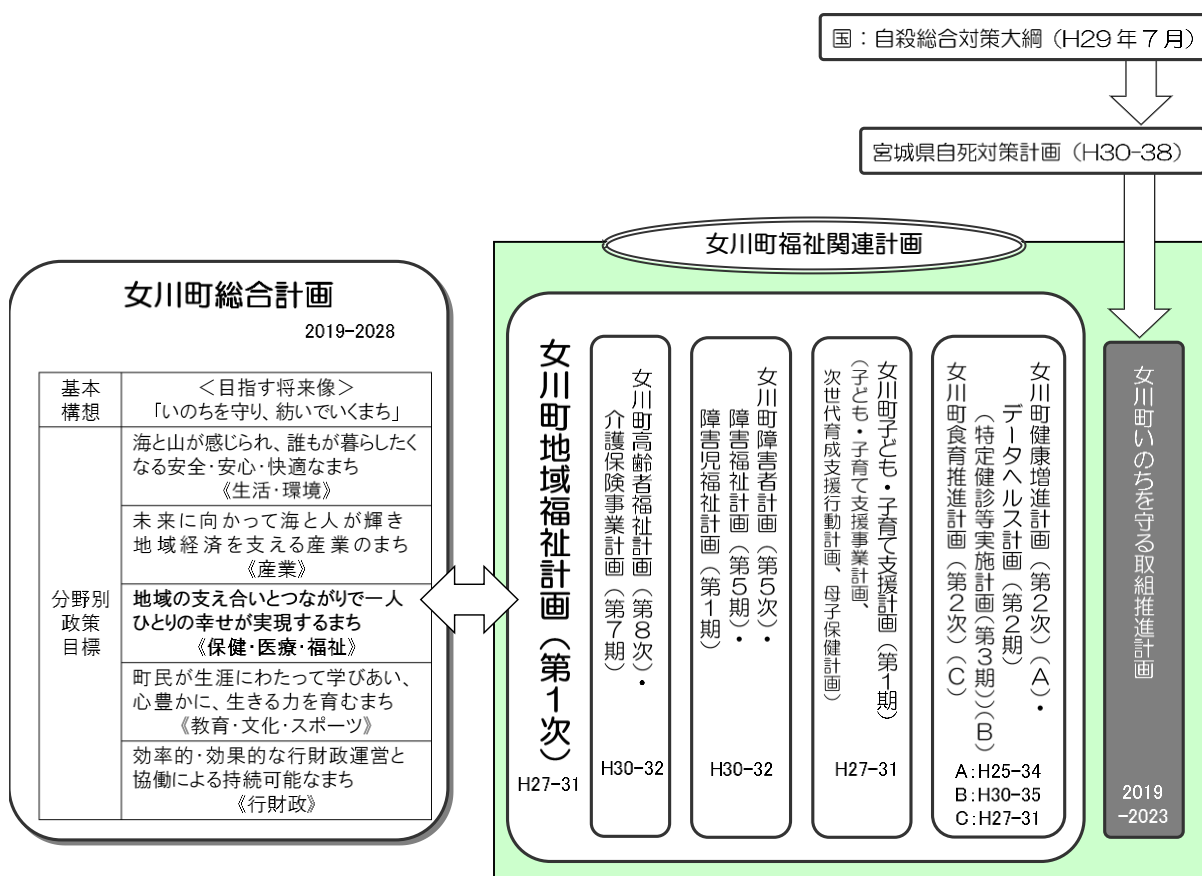 国：自殺総合対策大綱（H29年７月）
宮城県自死対策計画（H30-38）
女川町福祉関連計画
女川町総合計画
2019-2028
基本
構想
＜目指す将来像＞
「いのちを守り、紡いでいくまち」
分野別
政策
目標
海と山が感じられ、誰もが暮らしたく
なる安全・安心・快適なまち
《生活・環境》
未来に向かって海と人が輝き
地域経済を支える産業のまち
《産業》
地域の支え合いとつながりで一人
ひとりの幸せが実現するまち
《保健・医療・福祉》
町民が生涯にわたって学びあい、
心豊かに、生きる力を育むまち
《教育・文化・スポーツ》
効率的・効果的な行財政運営と
協働による持続可能なまち
《行財政》
女川町地域福祉計画（第１次）
H27-31
女川町高齢者福祉計画（第８次）・
介護保険事業計画（第７期）
H30-32
女川町障害者計画（第５次）・
障害福祉計画（第５期）・
障害児福祉計画（第１期）
H30-32
女川町子ども・子育て支援計画（第１期）
（子ども・子育て支援事業計画、
次世代育成支援行動計画、母子保健計画）
H27-31
女川町健康増進計画（第２次）（A）・
データヘルス計画（第２期）
（特定健診等実施計画（第３期））（B）
女川町食育推進計画（第２次）（C）
A:H25-34
B:H30-35
C:H27-31
女川町いのちを守る取組推進計画
2019
-2023